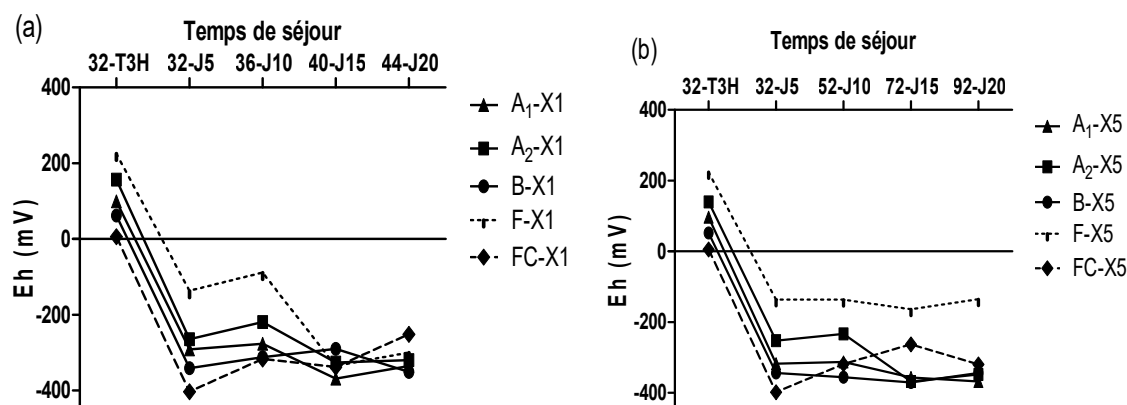 (a)
Temps de séjour
32-T3H 32-J5 36-J10 40-J15 44-J20
400
200
0
-200
-400
Eh (mV)
A1-X1
A2-X1
B-X1
F-X1
FC-X1
(b)
Temps de séjour
32-T3H 32-J5 52-J10 72-J15 92-J20
400
200
0
-200
-400
Eh (mV)
A1-X5
A2-X5
B-X5
F-X5
FC-X5